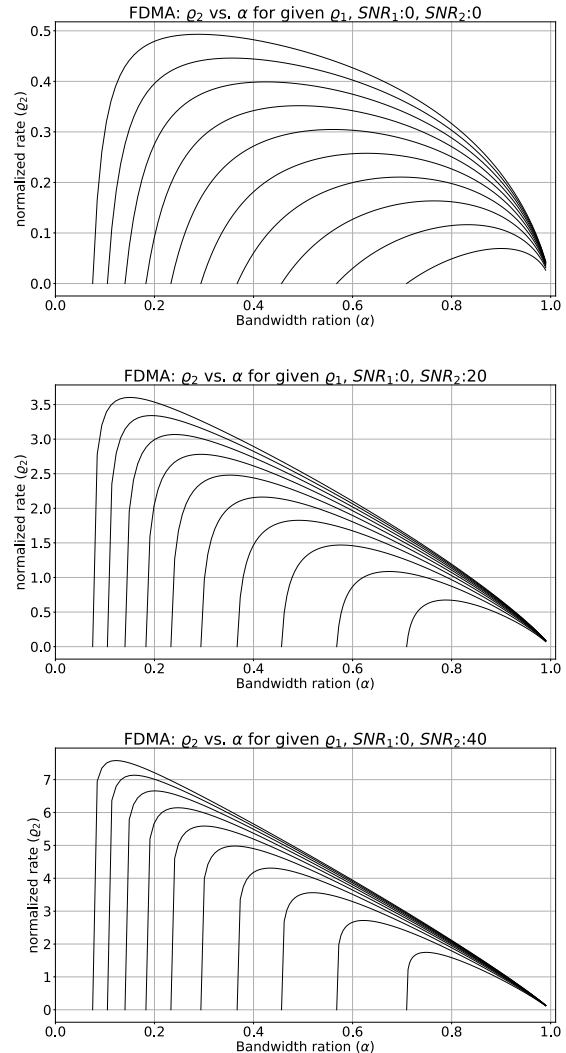 FDMA: ϱ₂ vs. α for given ϱ₁, SNR₁:0, SNR₂:0
normalized rate (ϱ₂)
0.5
0.4
0.3
0.2
0.1
0.0
0.0 0.2 0.4 0.6 0.8 1.0
Bandwidth ration (α)
FDMA: ϱ₂ vs. α for given ϱ₁, SNR₁:0, SNR₂:20
normalized rate (ϱ₂)
3.5
3.0
2.5
2.0
1.5
1.0
0.5
0.0
0.0 0.2 0.4 0.6 0.8 1.0
Bandwidth ration (α)
FDMA: ϱ₂ vs. α for given ϱ₁, SNR₁:0, SNR₂:40
normalized rate (ϱ₂)
7
6
5
4
3
2
1
0
0.0 0.2 0.4 0.6 0.8 1.0
Bandwidth ration (α)